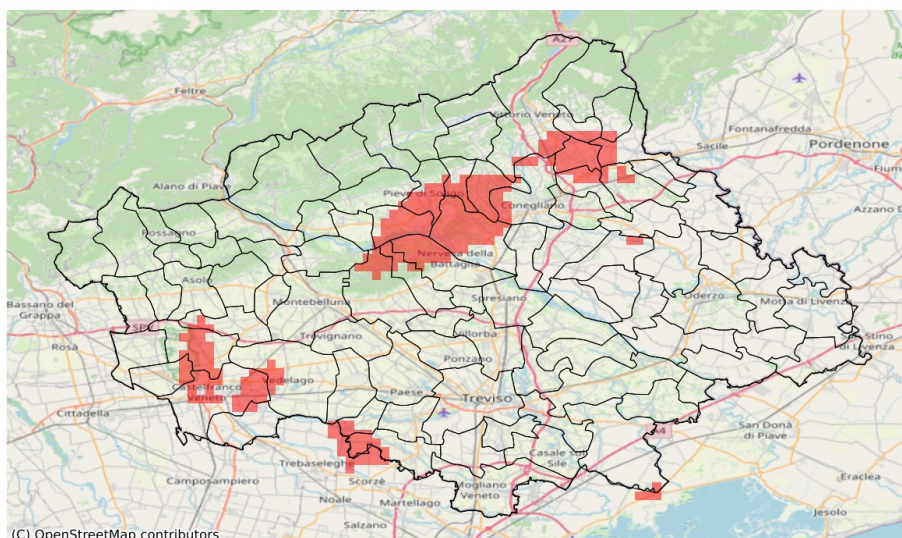 A27
Feltre
Vittorio Veneto
Fontanafredda
Sacile
Pordenone
Alano di Piave
Pieve di Soligo
Conegliano
Azzano D
Possagno
Nervesa della
Battaglia
Asolo
Bassano del
Grappa
Montebelluna
Spresiano
Oderzo
Motta di Livenza
SPV
Rosà
Trevignano
Villorba
Ponzano
Castelfranco
Veneto
Vedelago
Cittadella
Paese
Treviso
A4
San Donà
di Piave
Trebaseleghe
Casale sul
Sile
Camposampiero
Scorzè
Mogliano
Veneto
Eraclea
Noale
Martellago
Jesolo
Salzano
(C) OpenStreetMap contributors